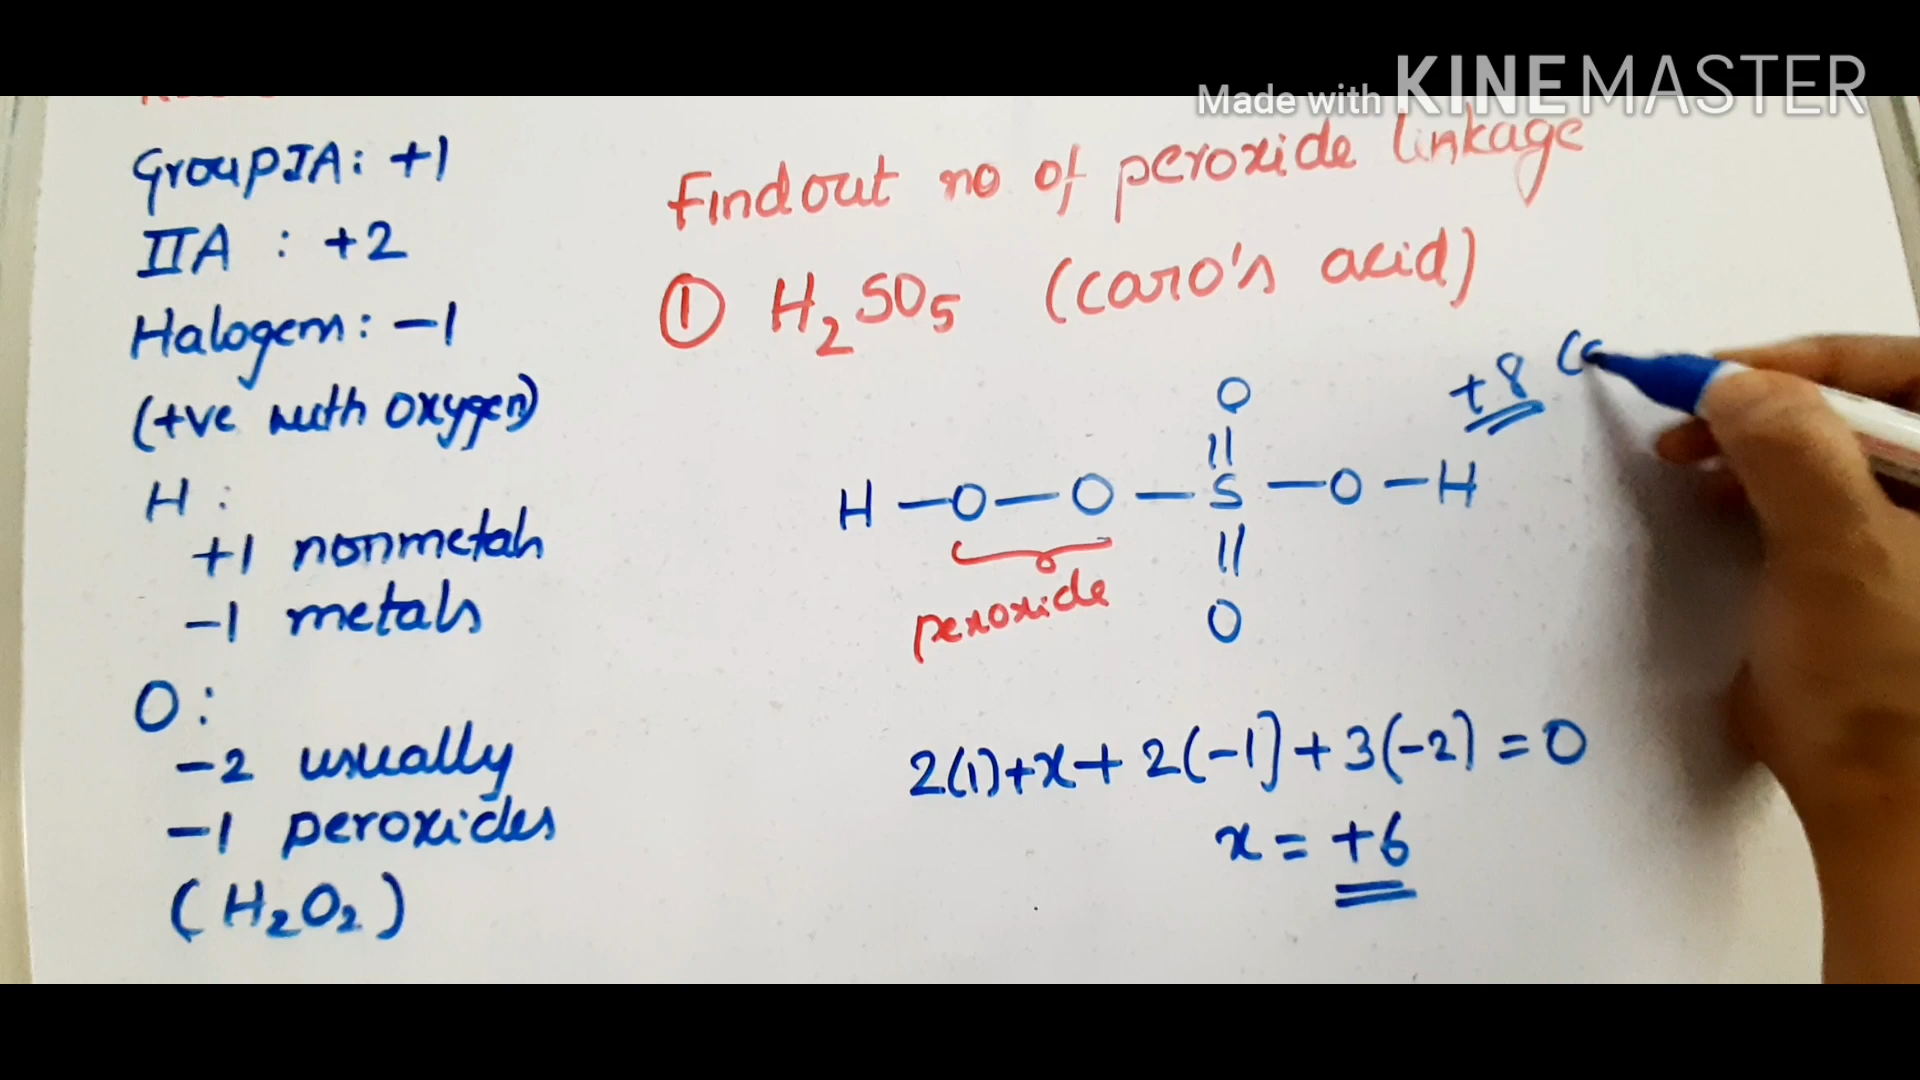 Made with KINEMASTER
Group IA: +1
IIA : +2
Halogen: -1
(+ve with oxygen)
H :
+1 nonmetals
-1 metals
O :
-2 usually
-1 peroxides
(H₂O₂)
Findout no of peroxide linkage
① H₂SO₅ (caro's acid)
+8 (
O
||
H-O-O-S-O-H
||
O
peroxide
2(1)+x+2(-1)+3(-2)=0
x = +6